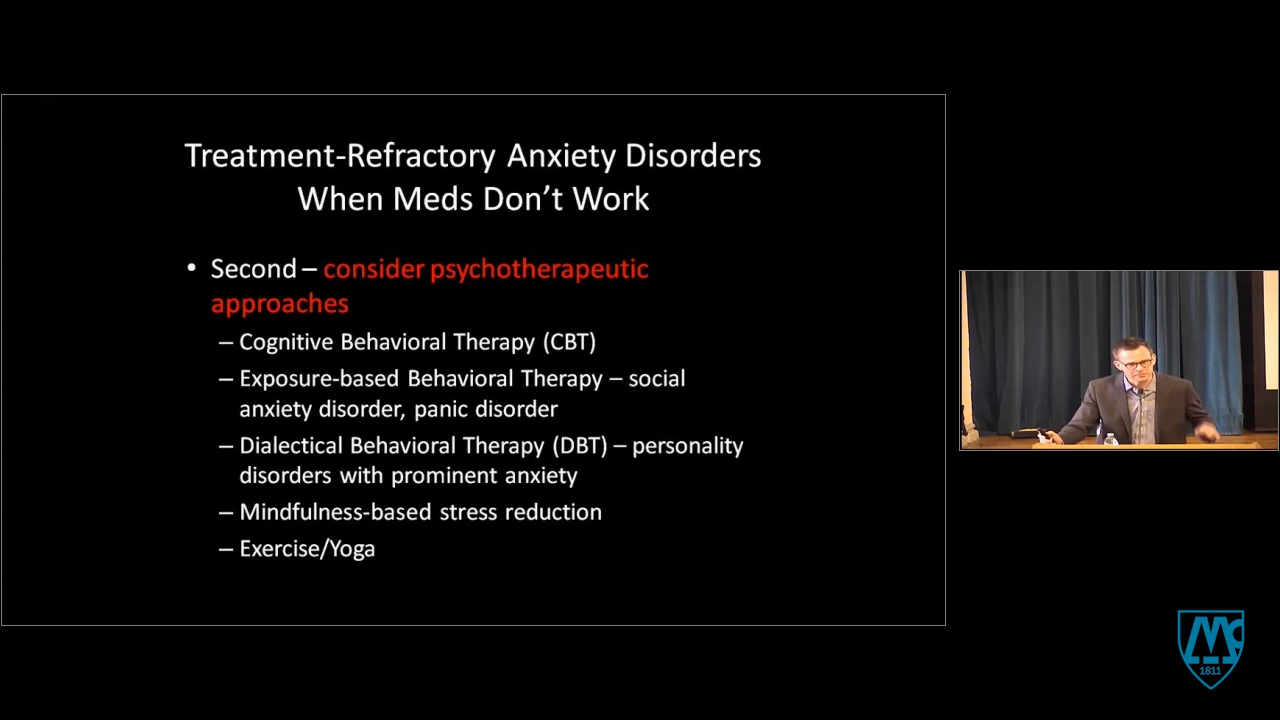 Treatment-Refractory Anxiety Disorders
When Meds Don't Work
• Second – consider psychotherapeutic
approaches
– Cognitive Behavioral Therapy (CBT)
– Exposure-based Behavioral Therapy – social
anxiety disorder, panic disorder
– Dialectical Behavioral Therapy (DBT) – personality
disorders with prominent anxiety
– Mindfulness-based stress reduction
– Exercise/Yoga
Mc
1811